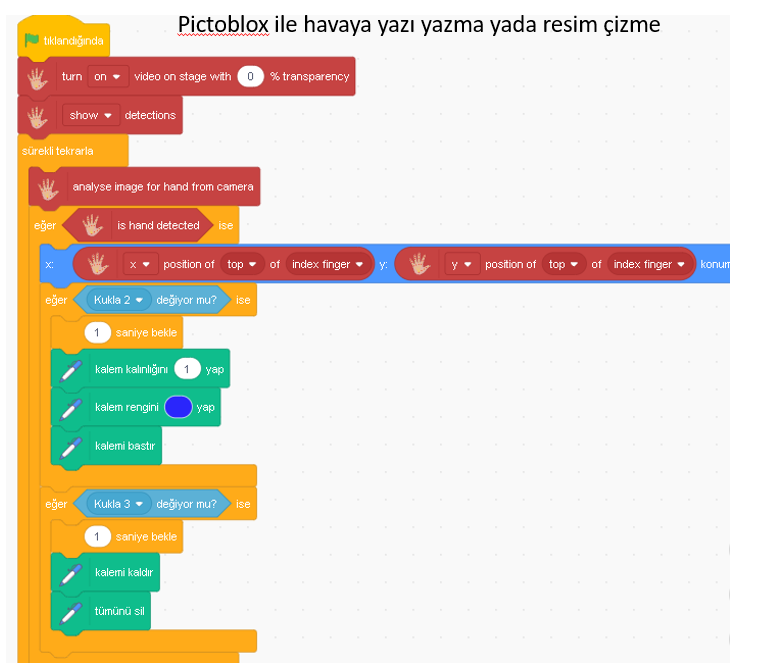 Pictoblox ile havaya yazı yazma yada resim çizme
tıklandığında
turn on video on stage with 0 % transparency
show detections
sürekli tekrarla
analyse image for hand from camera
eğer is hand detected ise
x: x position of top of index finger y: y position of top of index finger konum
eğer Kukla 2 değiyor mu? ise
1 saniye bekle
kalem kalınlığını 1 yap
kalem rengini yap
kalemi bastır
eğer Kukla 3 değiyor mu? ise
1 saniye bekle
kalemi kaldır
tümünü sil